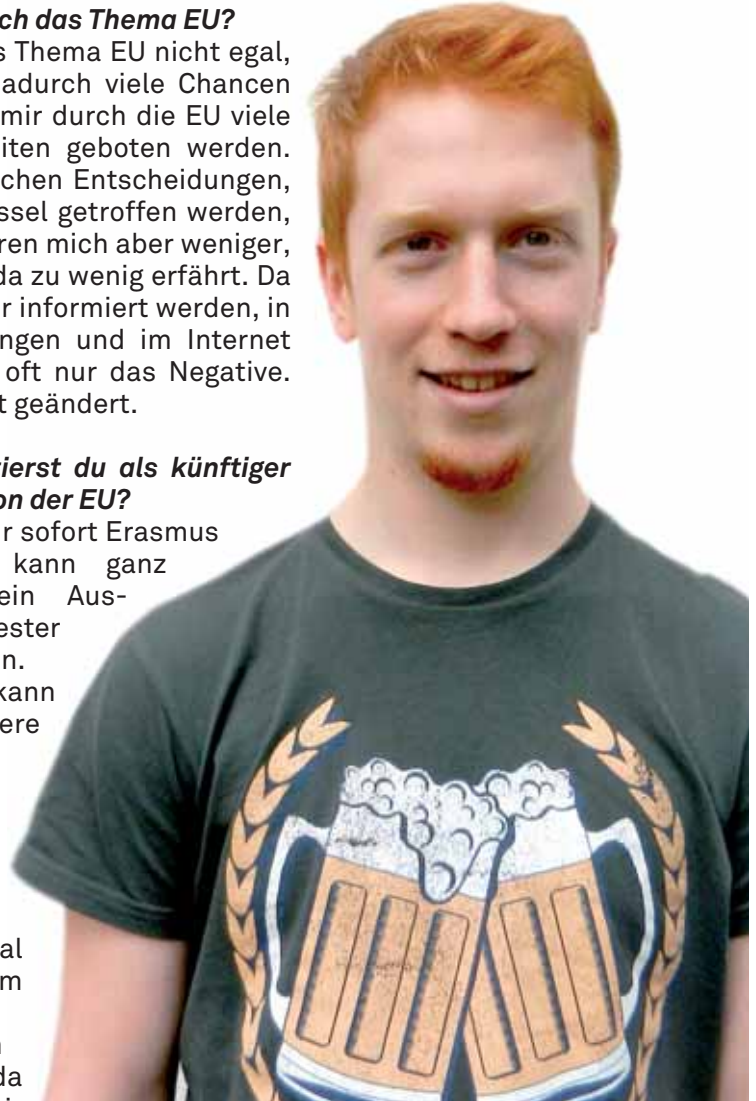 ch das Thema EU?
s Thema EU nicht egal,
adurch viele Chancen
mir durch die EU viele
iten geboten werden.
chen Entscheidungen,
ssel getroffen werden,
ren mich aber weniger,
da zu wenig erfährt. Da
r informiert werden, in
ngen und im Internet
oft nur das Negative.
t geändert.
ierst du als künftiger
on der EU?
r sofort Erasmus
kann ganz
ein Aus-
ester
n.
kann
ere
al
m
da